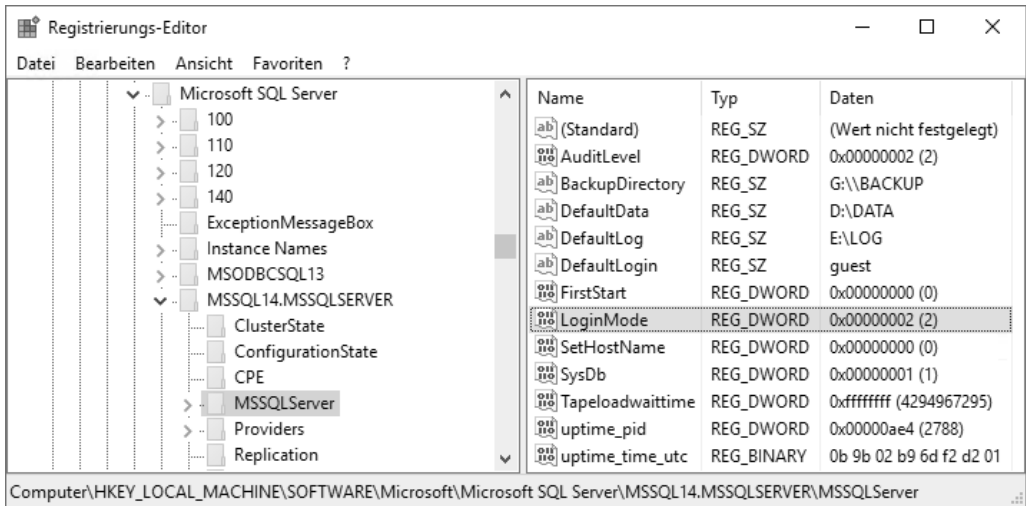 Registrierungs-Editor
Datei Bearbeiten Ansicht Favoriten ?
Microsoft SQL Server
100
110
120
140
ExceptionMessageBox
Instance Names
MSODBCSQL13
MSSQL14.MSSQLSERVER
ClusterState
ConfigurationState
CPE
MSSQLServer
Providers
Replication
Name Typ Daten
(Standard) REG_SZ (Wert nicht festgelegt)
AuditLevel REG_DWORD 0x00000002 (2)
BackupDirectory REG_SZ G:\\BACKUP
DefaultData REG_SZ D:\DATA
DefaultLog REG_SZ E:\LOG
DefaultLogin REG_SZ guest
FirstStart REG_DWORD 0x00000000 (0)
LoginMode REG_DWORD 0x00000002 (2)
SetHostName REG_DWORD 0x00000000 (0)
SysDb REG_DWORD 0x00000001 (1)
Tapeloadwaittime REG_DWORD 0xffffffff (4294967295)
uptime_pid REG_DWORD 0x00000ae4 (2788)
uptime_time_utc REG_BINARY 0b 9b 02 b9 6d f2 d2 01
Computer\HKEY_LOCAL_MACHINE\SOFTWARE\Microsoft\Microsoft SQL Server\MSSQL14.MSSQLSERVER\MSSQLServer